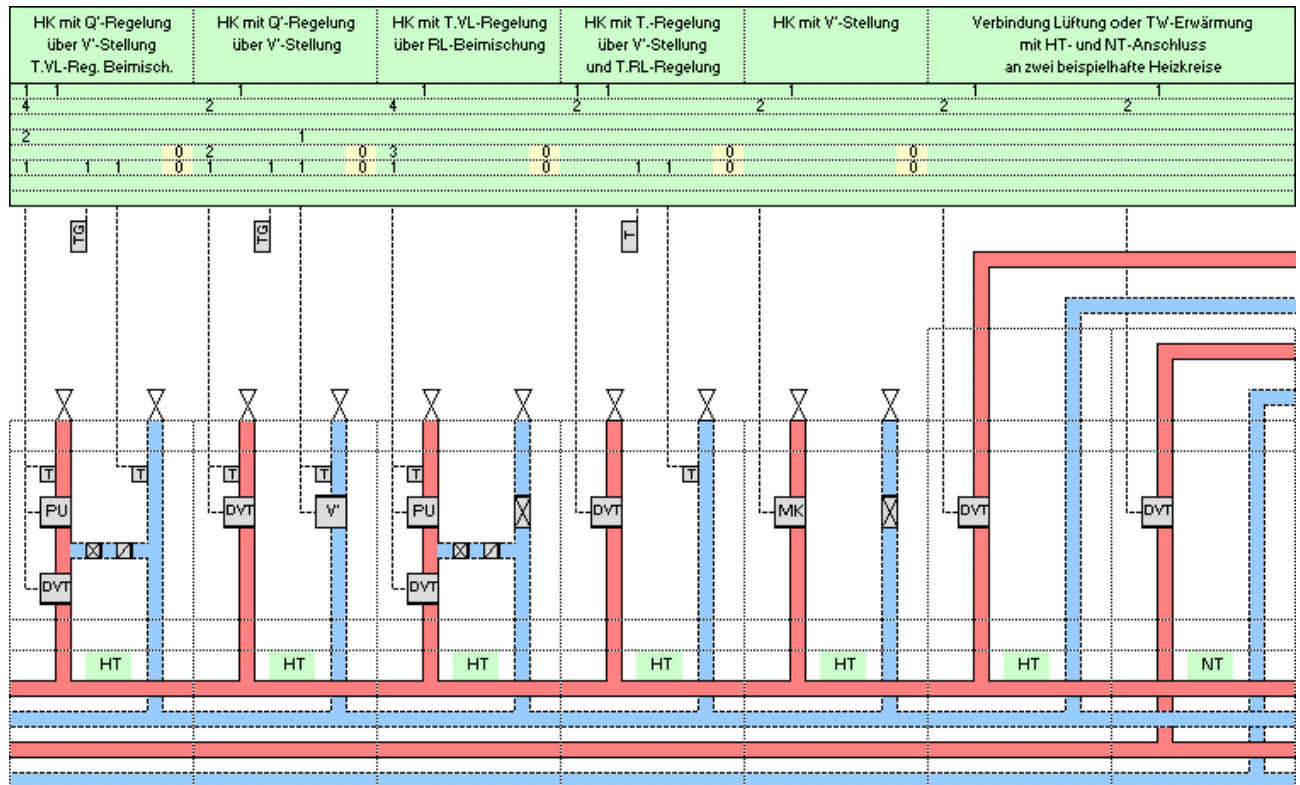 HK mit Q'-Regelung
über V'-Stellung
T.VL-Reg. Beimisch.
HK mit Q'-Regelung
über V'-Stellung
HK mit T.VL-Regelung
über RL-Beimischung
HK mit T.-Regelung
über V'-Stellung
und T.RL-Regelung
HK mit V'-Stellung
Verbindung Lüftung oder TW-Erwärmung
mit HT- und NT-Anschluss
an zwei beispielhafte Heizkreise
1 1 1 1 1 1 1 1
4 2 4 2 2 2 2
2 1
0 2 0 3 0 0 0
1 1 1 0 1 1 1 0 1 0 1 1 0 0
TG TG T
T T T T T T
PU DVT V' PU DVT MK DVT DVT
DVT DVT
HT HT HT HT HT HT NT